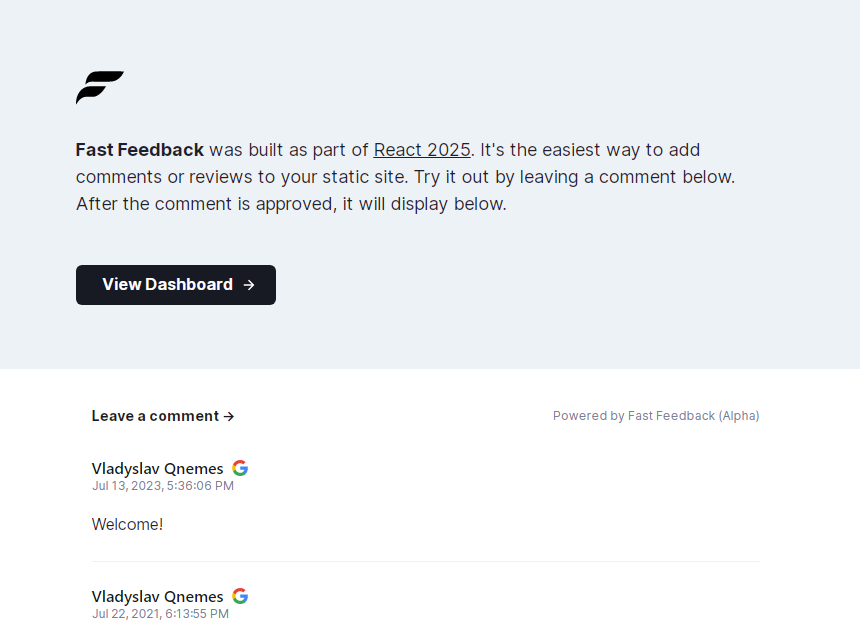 Fast Feedback was built as part of React 2025. It's the easiest way to add
comments or reviews to your static site. Try it out by leaving a comment below.
After the comment is approved, it will display below.
View Dashboard →
Leave a comment → Powered by Fast Feedback (Alpha)
Vladyslav Qnemes
Jul 13, 2023, 5:36:06 PM
Welcome!
Vladyslav Qnemes
Jul 22, 2021, 6:13:55 PM